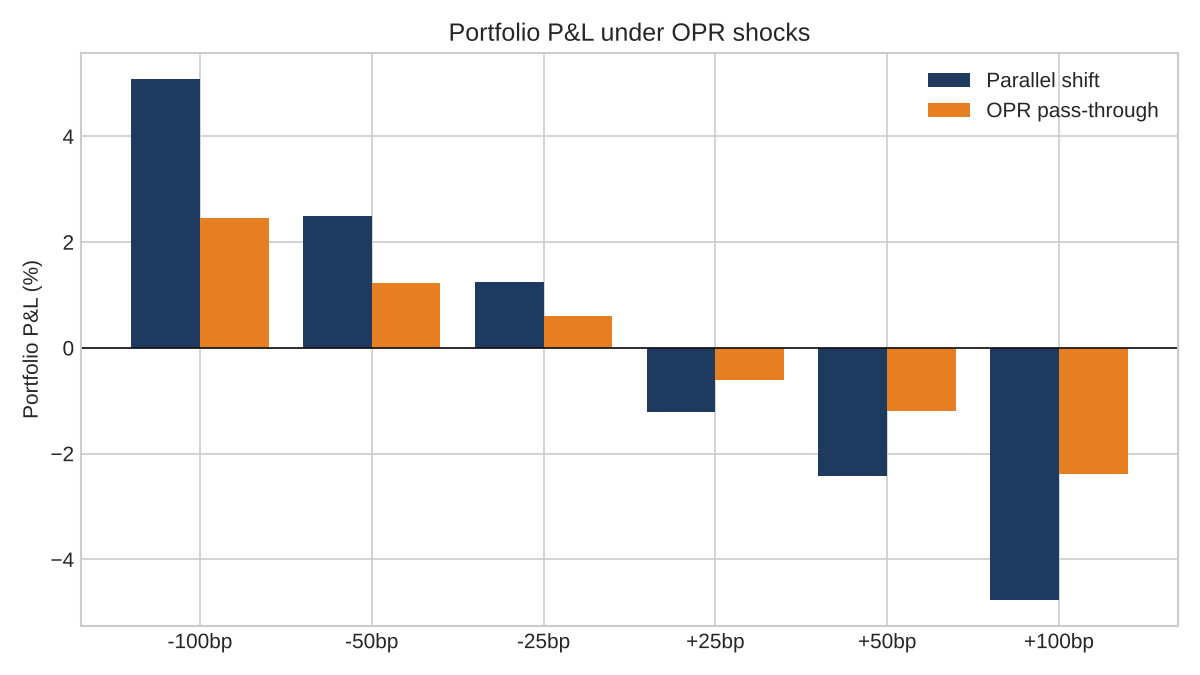 Portfolio P&L under OPR shocks
Parallel shift
OPR pass-through
Portfolio P&L (%)
4
2
0
−2
−4
-100bp
-50bp
-25bp
+25bp
+50bp
+100bp